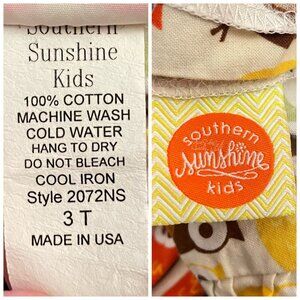 Southern
Sunshine
Kids
100% COTTON
MACHINE WASH
COLD WATER
HANG TO DRY
DO NOT BLEACH
COOL IRON
Style 2072NS
3 T
MADE IN USA
southern
sunshine
kids